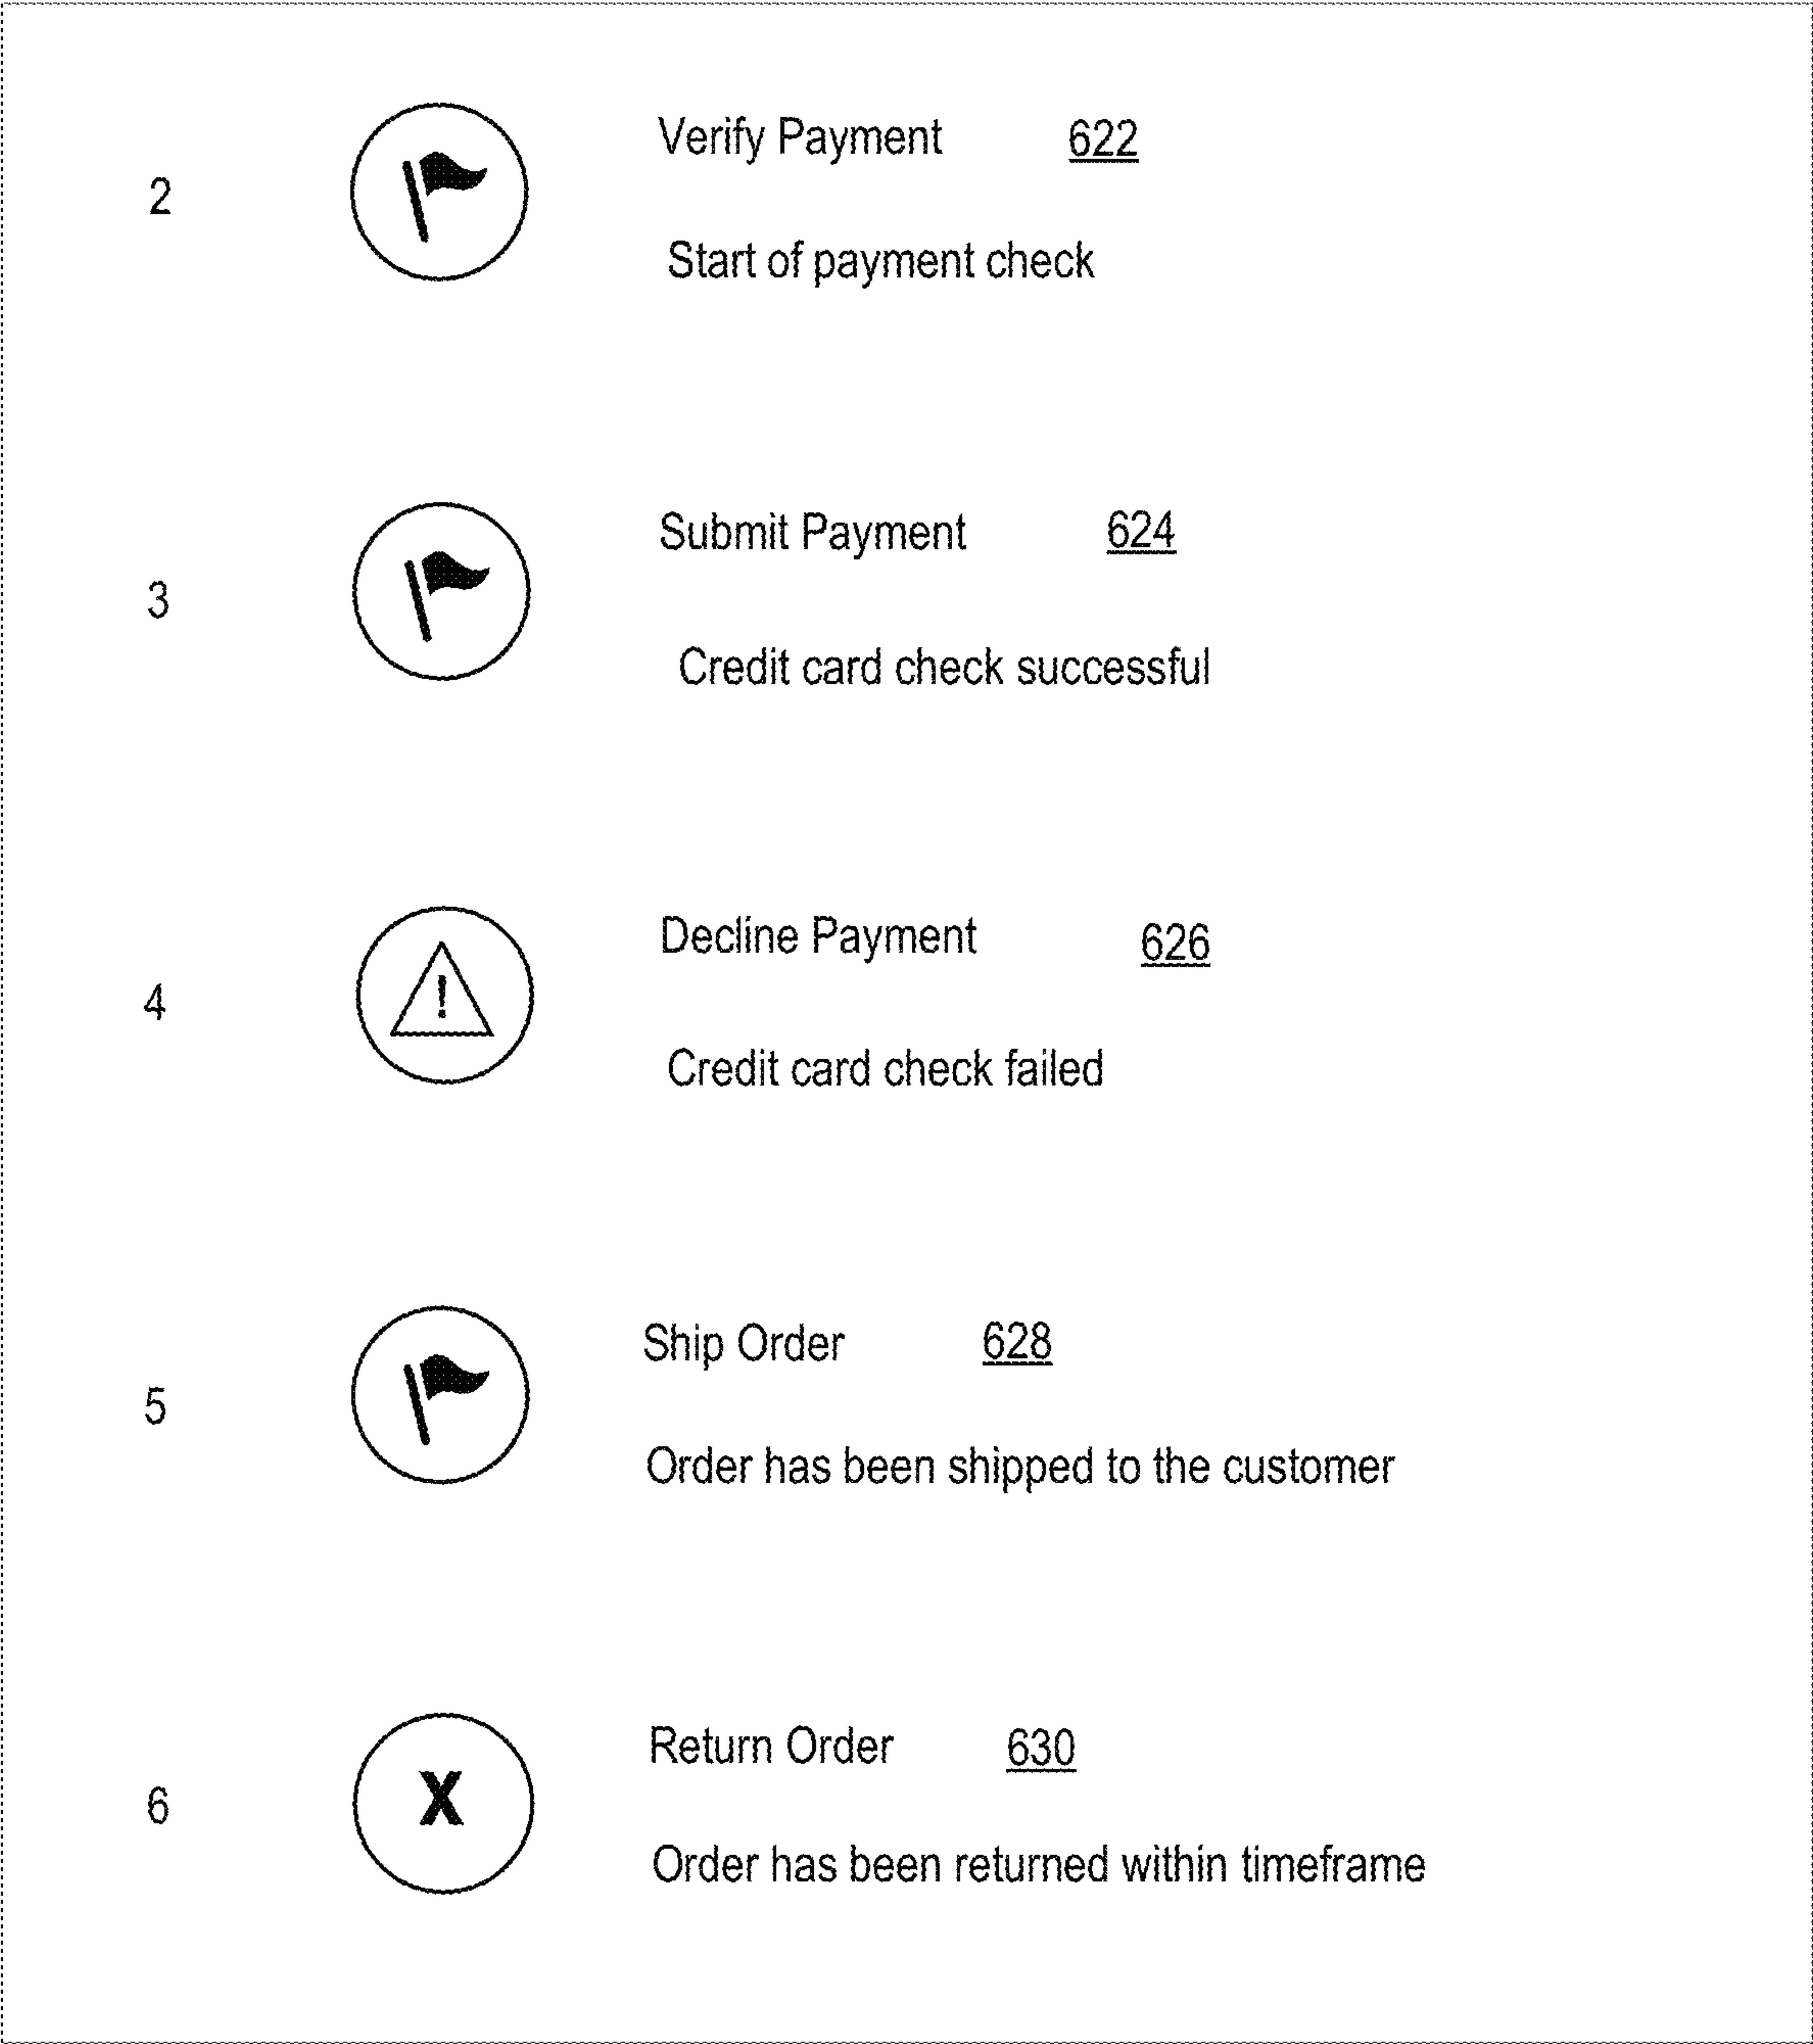 Verify Payment 622
2
Start of payment check
Submit Payment 624
3
Credit card check successful
Decline Payment 626
4
!
Credit card check failed
Ship Order 628
5
Order has been shipped to the customer
Return Order 630
6 X
Order has been returned within timeframe